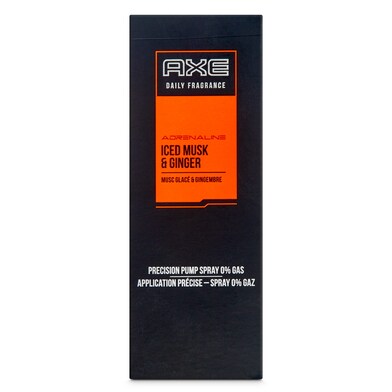 AXE
DAILY FRAGRANCE
ADRENALINE
ICED MUSK
& GINGER
MUSC GLACÉ & GINGEMBRE
PRECISION PUMP SPRAY 0% GAS
APPLICATION PRÉCISE – SPRAY 0% GAZ